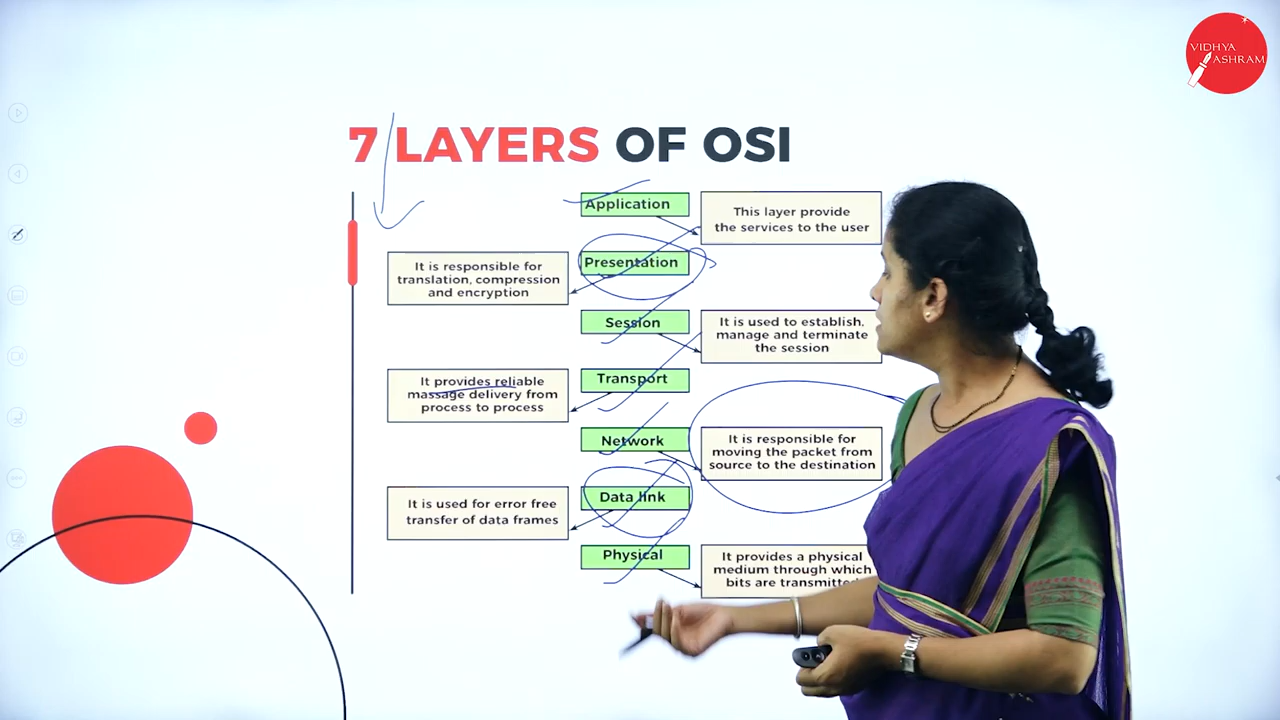 VIDHYA
ASHRAM
7 LAYERS OF OSI
Application
This layer provide
the services to the user
Presentation
It is responsible for
translation, compression
and encryption
Session
It is used to establish,
manage and terminate
the session
Transport
It provides reliable
massage delivery from
process to process
Network
It is responsible for
moving the packet from
source to the destination
Data link
It is used for error free
transfer of data frames
Physical
It provides a physical
medium through which
bits are transmitted